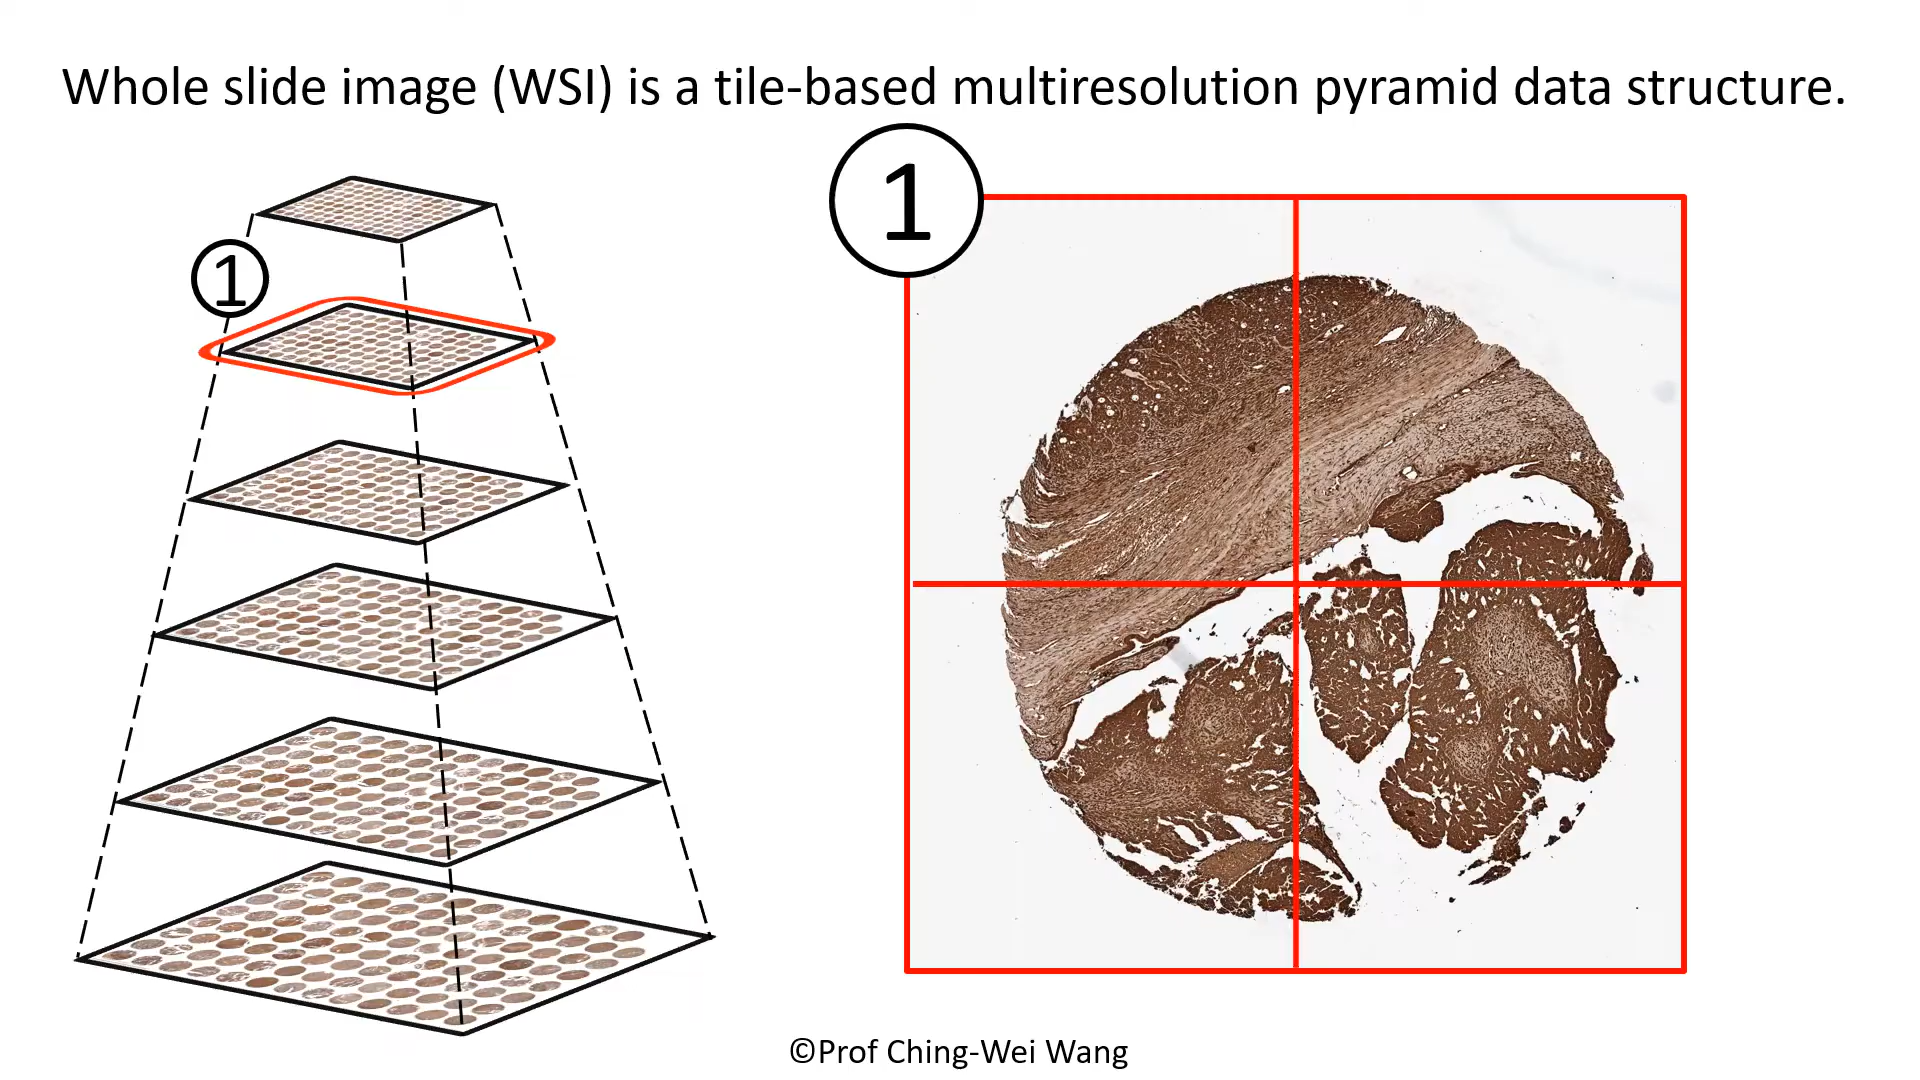 Whole slide image (WSI) is a tile-based multiresolution pyramid data structure.
1
1
©Prof Ching-Wei Wang